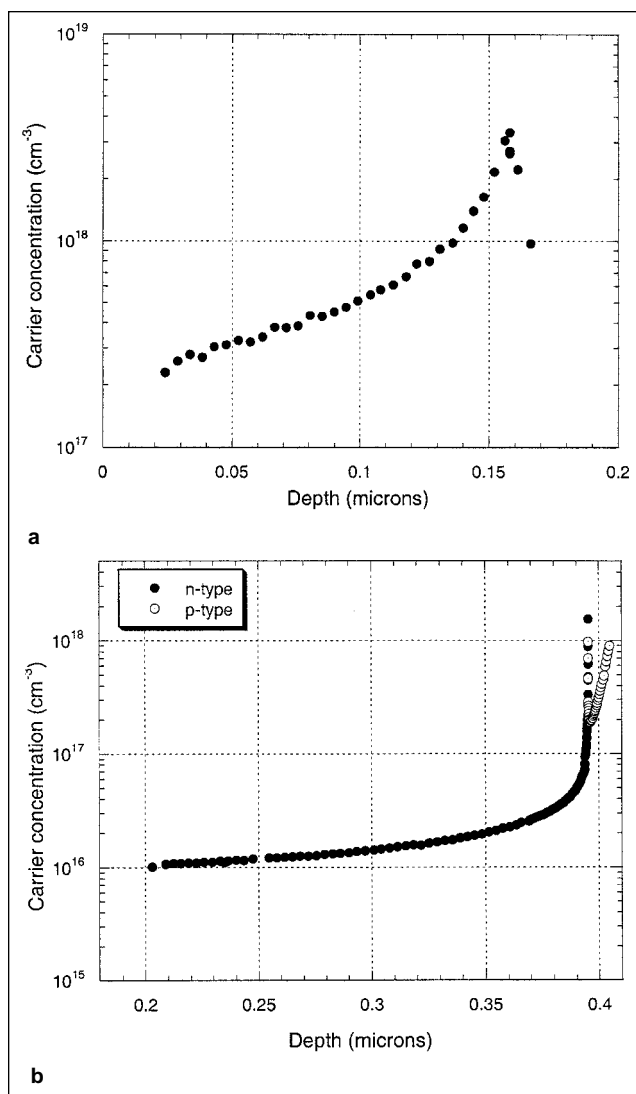 10^19
10^18
10^17
Carrier concentration (cm^-3)
0 0.05 0.1 0.15 0.2
Depth (microns)
a
n-type
p-type
10^18
10^17
10^16
10^15
Carrier concentration (cm^-3)
0.2 0.25 0.3 0.35 0.4
Depth (microns)
b